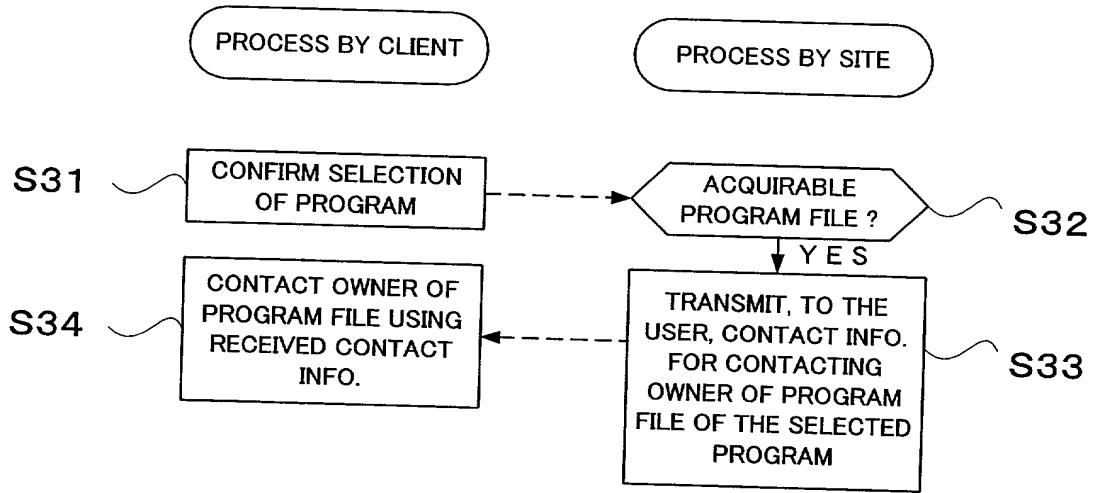 PROCESS BY CLIENT
PROCESS BY SITE
S31
CONFIRM SELECTION
OF PROGRAM
ACQUIRABLE
PROGRAM FILE ?
S32
YES
S34
CONTACT OWNER OF
PROGRAM FILE USING
RECEIVED CONTACT
INFO.
TRANSMIT, TO THE
USER, CONTACT INFO.
FOR CONTACTING
OWNER OF PROGRAM
FILE OF THE SELECTED
PROGRAM
S33